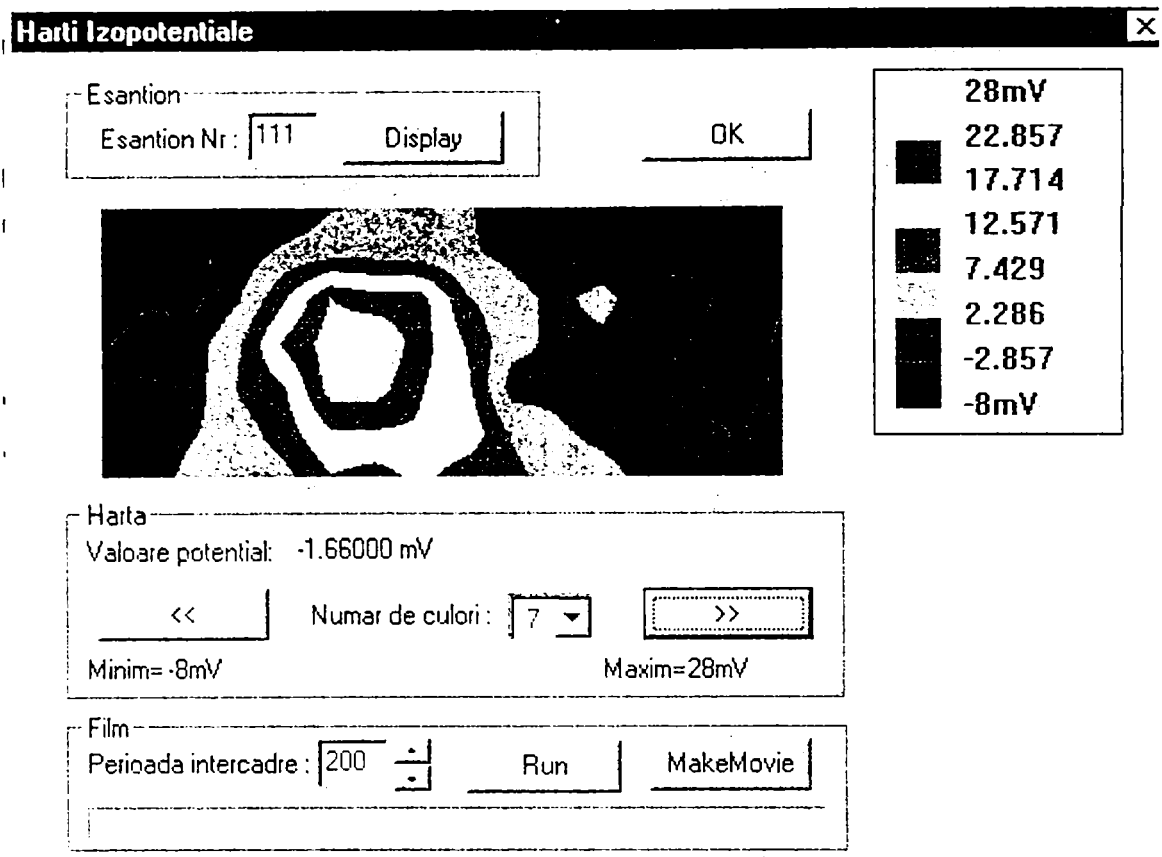 Harti Izopotentiale
Esantion
Esantion Nr : 111 Display OK
28mV
22.857
17.714
12.571
7.429
2.286
-2.857
-8mV
Harta
Valoare potential: -1.66000 mV
<< Numar de culori : 7 >>
Minim= -8mV Maxim=28mV
Film
Perioada intercadre : 200 Run MakeMovie